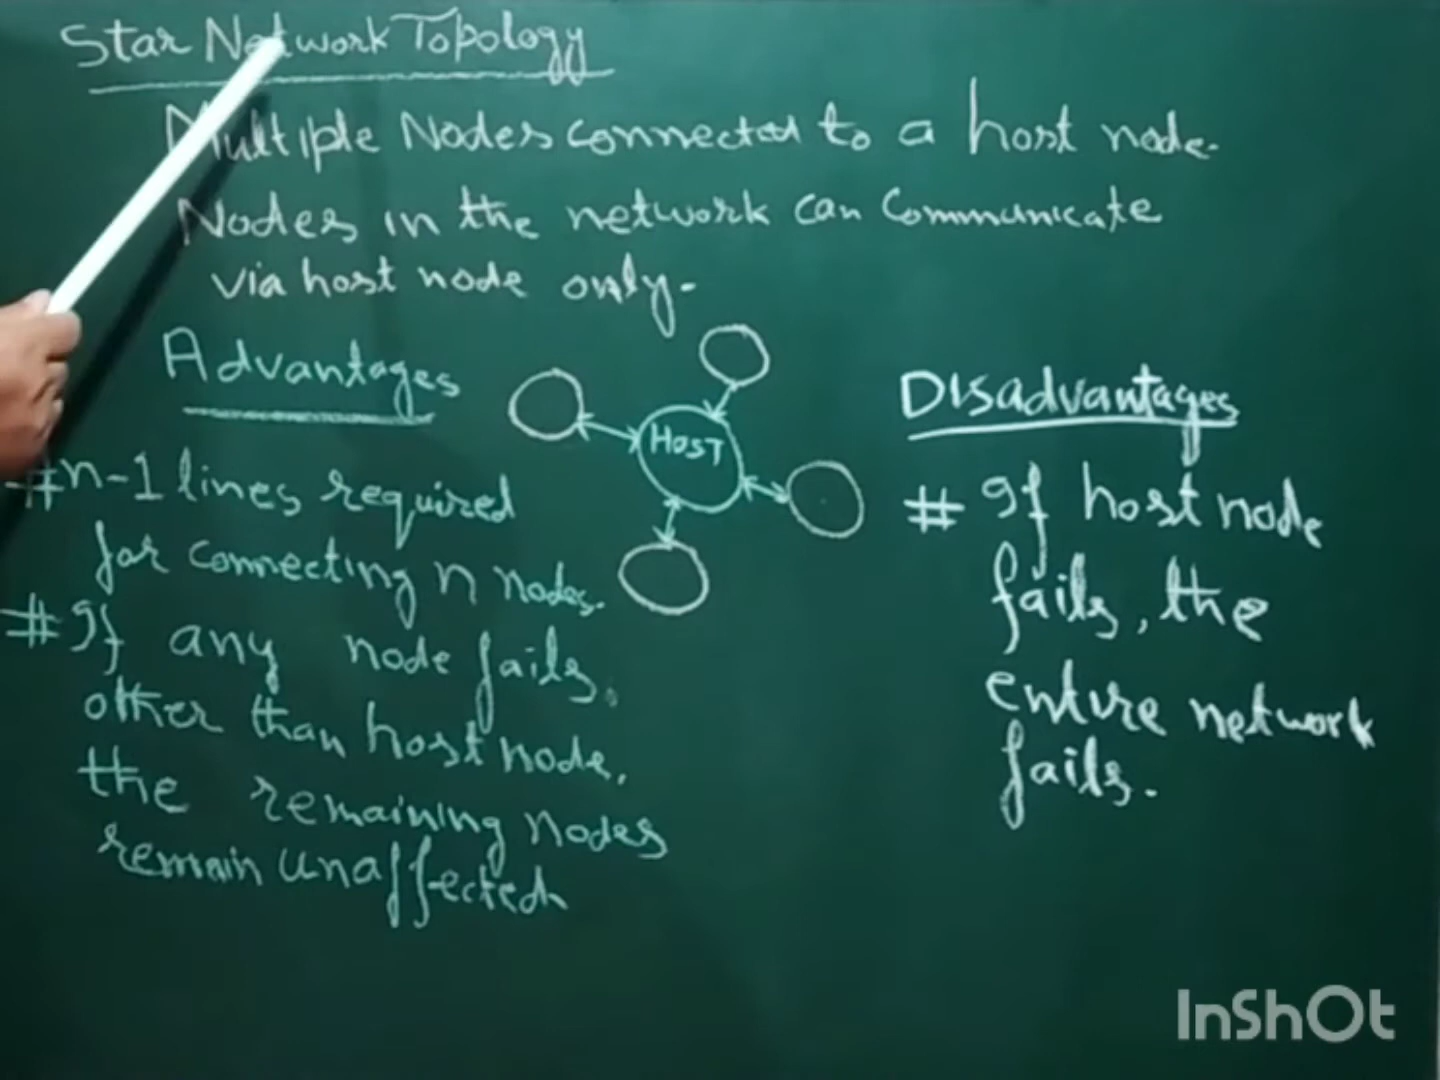 Star Network Topology
Multiple Nodes connected to a host node.
Nodes in the network can communicate
via host node only.
Advantages
# n-1 lines required
for connecting n nodes.
# If any node fails,
other than host node,
the remaining nodes
remain unaffected
HOST
Disadvantages
# If host node
fails, the
entire network
fails.
InShOt